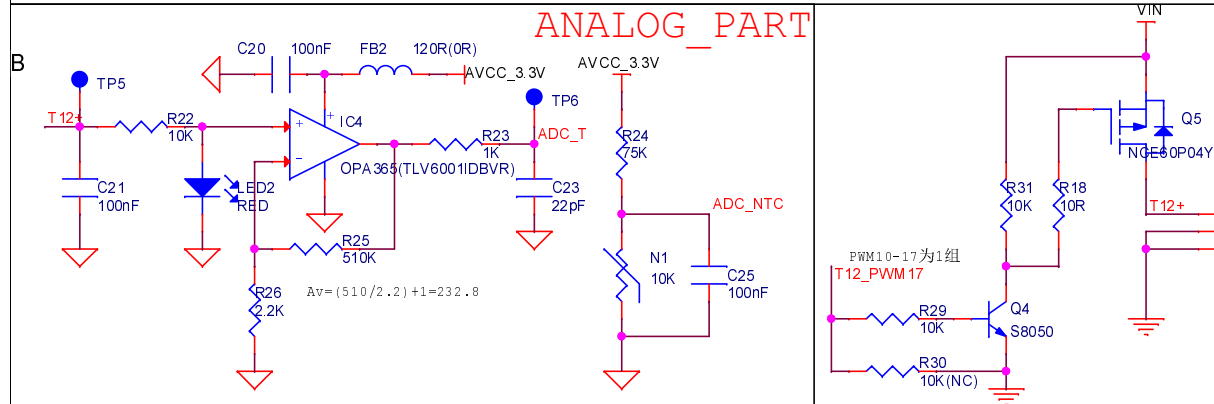 ANALOG_PART
VIN
B
C20
100nF
FB2
120R(0R)
AVCC_3.3V
AVCC_3.3V
TP5
TP6
T12+
R22
10K
+
+
IC4
−
OPA365(TLV6001IDBVR)
R23
1K
ADC_T
R24
75K
Q5
NCE60P04Y
C21
100nF
LED2
RED
C23
22pF
R31
10K
R18
10R
T12+
ADC_NTC
R25
510K
N1
10K
C25
100nF
PWM10-17为1组
T12_PWM17
R26
2.2K
Av=(510/2.2)+1=232.8
R29
10K
Q4
S8050
R30
10K(NC)